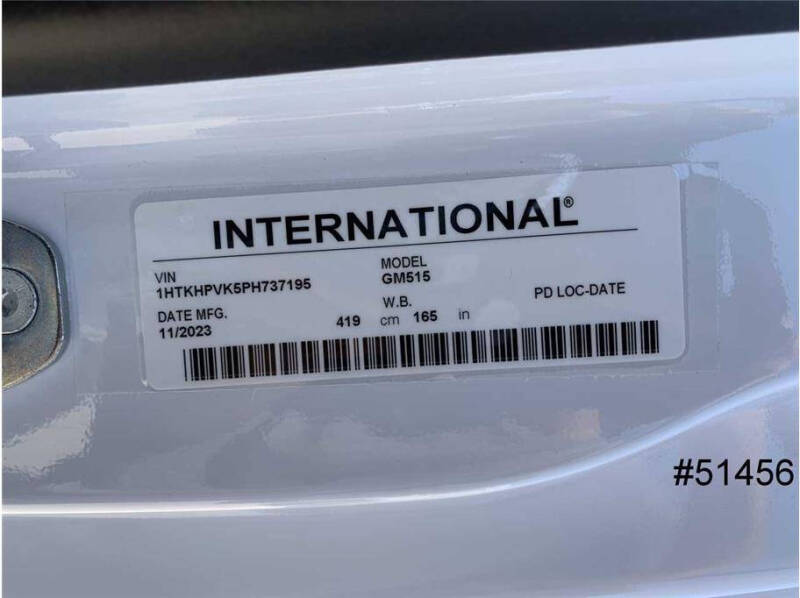 INTERNATIONAL®
VIN
1HTKHPVK5PH737195
MODEL
GM515
DATE MFG.
11/2023
W.B.
419 cm 165 in
PD LOC-DATE
#51456